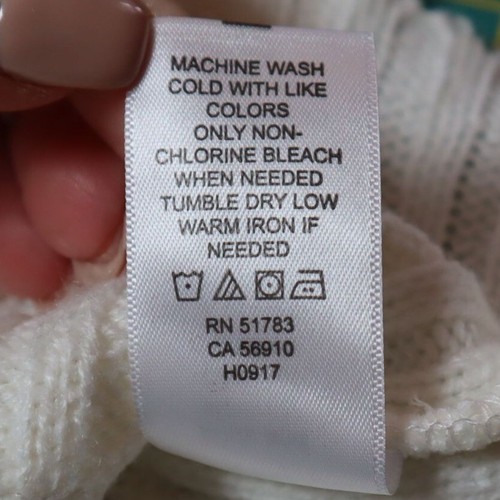 MACHINE WASH
COLD WITH LIKE
COLORS
ONLY NON-
CHLORINE BLEACH
WHEN NEEDED
TUMBLE DRY LOW
WARM IRON IF
NEEDED
RN 51783
CA 56910
H0917